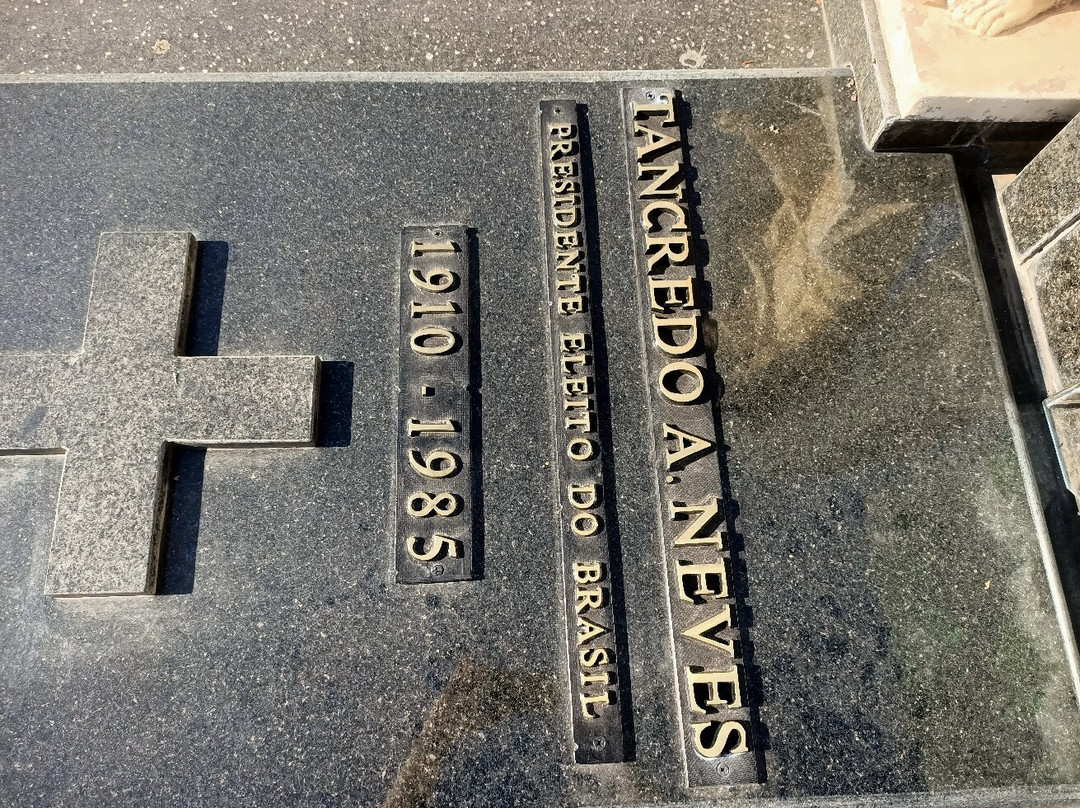 TANCREDO A. NEVES
PRESIDENTE ELEITO DO BRASIL
1910 - 1985